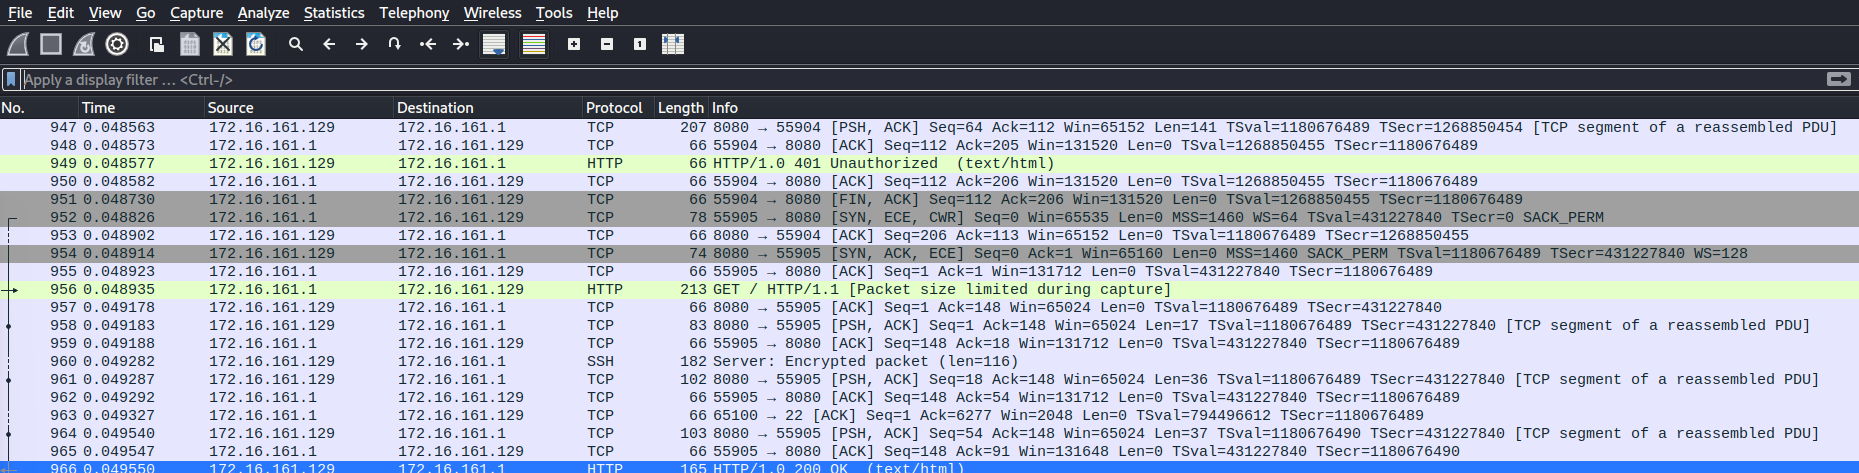 File Edit View Go Capture Analyze Statistics Telephony Wireless Tools Help
Apply a display filter … <Ctrl-/>
No. Time Source Destination Protocol Length Info
947 0.048563 172.16.161.129 172.16.161.1 TCP 207 8080 → 55904 [PSH, ACK] Seq=64 Ack=112 Win=65152 Len=141 TSval=1180676489 TSecr=1268850454 [TCP segment of a reassembled PDU]
948 0.048573 172.16.161.1 172.16.161.129 TCP 66 55904 → 8080 [ACK] Seq=112 Ack=205 Win=131520 Len=0 TSval=1268850455 TSecr=1180676489
949 0.048577 172.16.161.129 172.16.161.1 HTTP 66 HTTP/1.0 401 Unauthorized (text/html)
950 0.048582 172.16.161.1 172.16.161.129 TCP 66 55904 → 8080 [ACK] Seq=112 Ack=206 Win=131520 Len=0 TSval=1268850455 TSecr=1180676489
951 0.048730 172.16.161.1 172.16.161.129 TCP 66 55904 → 8080 [FIN, ACK] Seq=112 Ack=206 Win=131520 Len=0 TSval=1268850455 TSecr=1180676489
952 0.048826 172.16.161.1 172.16.161.129 TCP 78 55905 → 8080 [SYN, ECE, CWR] Seq=0 Win=65535 Len=0 MSS=1460 WS=64 TSval=431227840 TSecr=0 SACK_PERM
953 0.048902 172.16.161.129 172.16.161.1 TCP 66 8080 → 55904 [ACK] Seq=206 Ack=113 Win=65152 Len=0 TSval=1180676489 TSecr=1268850455
954 0.048914 172.16.161.129 172.16.161.1 TCP 74 8080 → 55905 [SYN, ACK, ECE] Seq=0 Ack=1 Win=65160 Len=0 MSS=1460 SACK_PERM TSval=1180676489 TSecr=431227840 WS=128
955 0.048923 172.16.161.1 172.16.161.129 TCP 66 55905 → 8080 [ACK] Seq=1 Ack=1 Win=131712 Len=0 TSval=431227840 TSecr=1180676489
956 0.048935 172.16.161.1 172.16.161.129 HTTP 213 GET / HTTP/1.1 [Packet size limited during capture]
957 0.049178 172.16.161.129 172.16.161.1 TCP 66 8080 → 55905 [ACK] Seq=1 Ack=148 Win=65024 Len=0 TSval=1180676489 TSecr=431227840
958 0.049183 172.16.161.129 172.16.161.1 TCP 83 8080 → 55905 [PSH, ACK] Seq=1 Ack=148 Win=65024 Len=17 TSval=1180676489 TSecr=431227840 [TCP segment of a reassembled PDU]
959 0.049188 172.16.161.1 172.16.161.129 TCP 66 55905 → 8080 [ACK] Seq=148 Ack=18 Win=131712 Len=0 TSval=431227840 TSecr=1180676489
960 0.049282 172.16.161.129 172.16.161.1 SSH 182 Server: Encrypted packet (len=116)
961 0.049287 172.16.161.129 172.16.161.1 TCP 102 8080 → 55905 [PSH, ACK] Seq=18 Ack=148 Win=65024 Len=36 TSval=1180676489 TSecr=431227840 [TCP segment of a reassembled PDU]
962 0.049292 172.16.161.1 172.16.161.129 TCP 66 55905 → 8080 [ACK] Seq=148 Ack=54 Win=131712 Len=0 TSval=431227840 TSecr=1180676489
963 0.049327 172.16.161.1 172.16.161.129 TCP 66 65100 → 22 [ACK] Seq=1 Ack=6277 Win=2048 Len=0 TSval=794496612 TSecr=1180676489
964 0.049540 172.16.161.129 172.16.161.1 TCP 103 8080 → 55905 [PSH, ACK] Seq=54 Ack=148 Win=65024 Len=37 TSval=1180676490 TSecr=431227840 [TCP segment of a reassembled PDU]
965 0.049547 172.16.161.1 172.16.161.129 TCP 66 55905 → 8080 [ACK] Seq=148 Ack=91 Win=131648 Len=0 TSval=431227840 TSecr=1180676490
966 0.049550 172.16.161.129 172.16.161.1 HTTP 165 HTTP/1.0 200 OK (text/html)